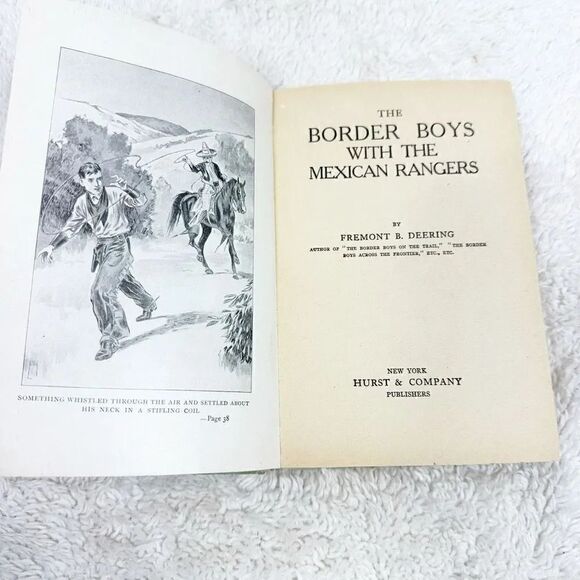 SOMETHING WHISTLED THROUGH THE AIR AND SETTLED ABOUT
HIS NECK IN A STIFLING COIL
—Page 38
THE
BORDER BOYS
WITH THE
MEXICAN RANGERS
BY
FREMONT B. DEERING
AUTHOR OF "THE BORDER BOYS ON THE TRAIL," "THE BORDER
BOYS ACROSS THE FRONTIER," ETC., ETC.
NEW YORK
HURST & COMPANY
PUBLISHERS